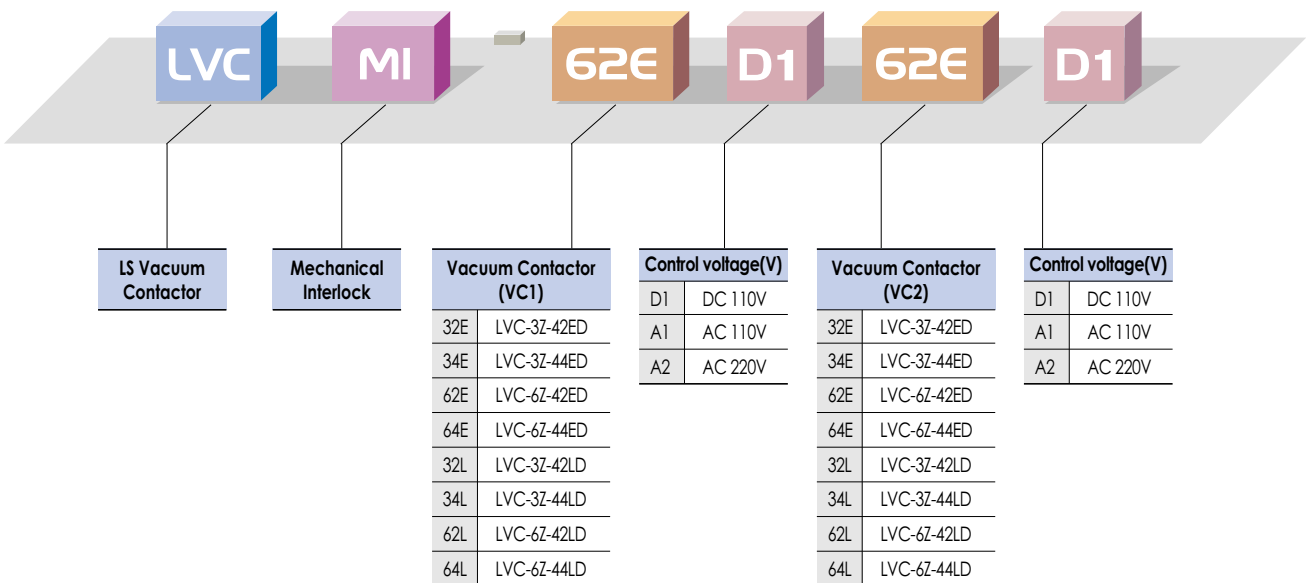 LVC MI 62E D1 62E D1
LS Vacuum
Contactor
Mechanical
Interlock
Vacuum Contactor
(VC1)
32E LVC-3Z-42ED
34E LVC-3Z-44ED
62E LVC-6Z-42ED
64E LVC-6Z-44ED
32L LVC-3Z-42LD
34L LVC-3Z-44LD
62L LVC-6Z-42LD
64L LVC-6Z-44LD
Control voltage(V)
D1 DC 110V
A1 AC 110V
A2 AC 220V
Vacuum Contactor
(VC2)
32E LVC-3Z-42ED
34E LVC-3Z-44ED
62E LVC-6Z-42ED
64E LVC-6Z-44ED
32L LVC-3Z-42LD
34L LVC-3Z-44LD
62L LVC-6Z-42LD
64L LVC-6Z-44LD
Control voltage(V)
D1 DC 110V
A1 AC 110V
A2 AC 220V